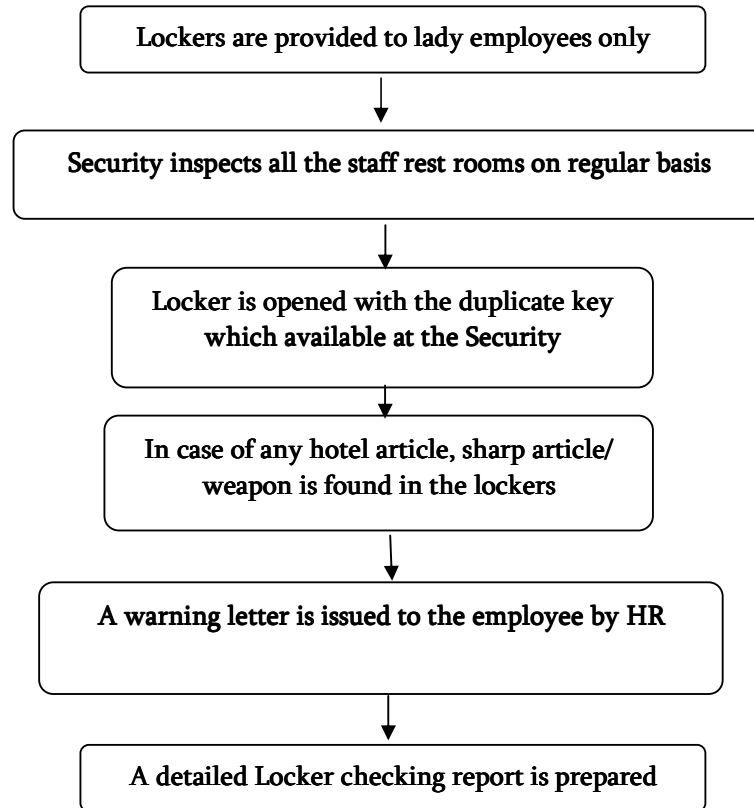 Lockers are provided to lady employees only
Security inspects all the staff rest rooms on regular basis
Locker is opened with the duplicate key
which available at the Security
In case of any hotel article, sharp article/
weapon is found in the lockers
A warning letter is issued to the employee by HR
A detailed Locker checking report is prepared